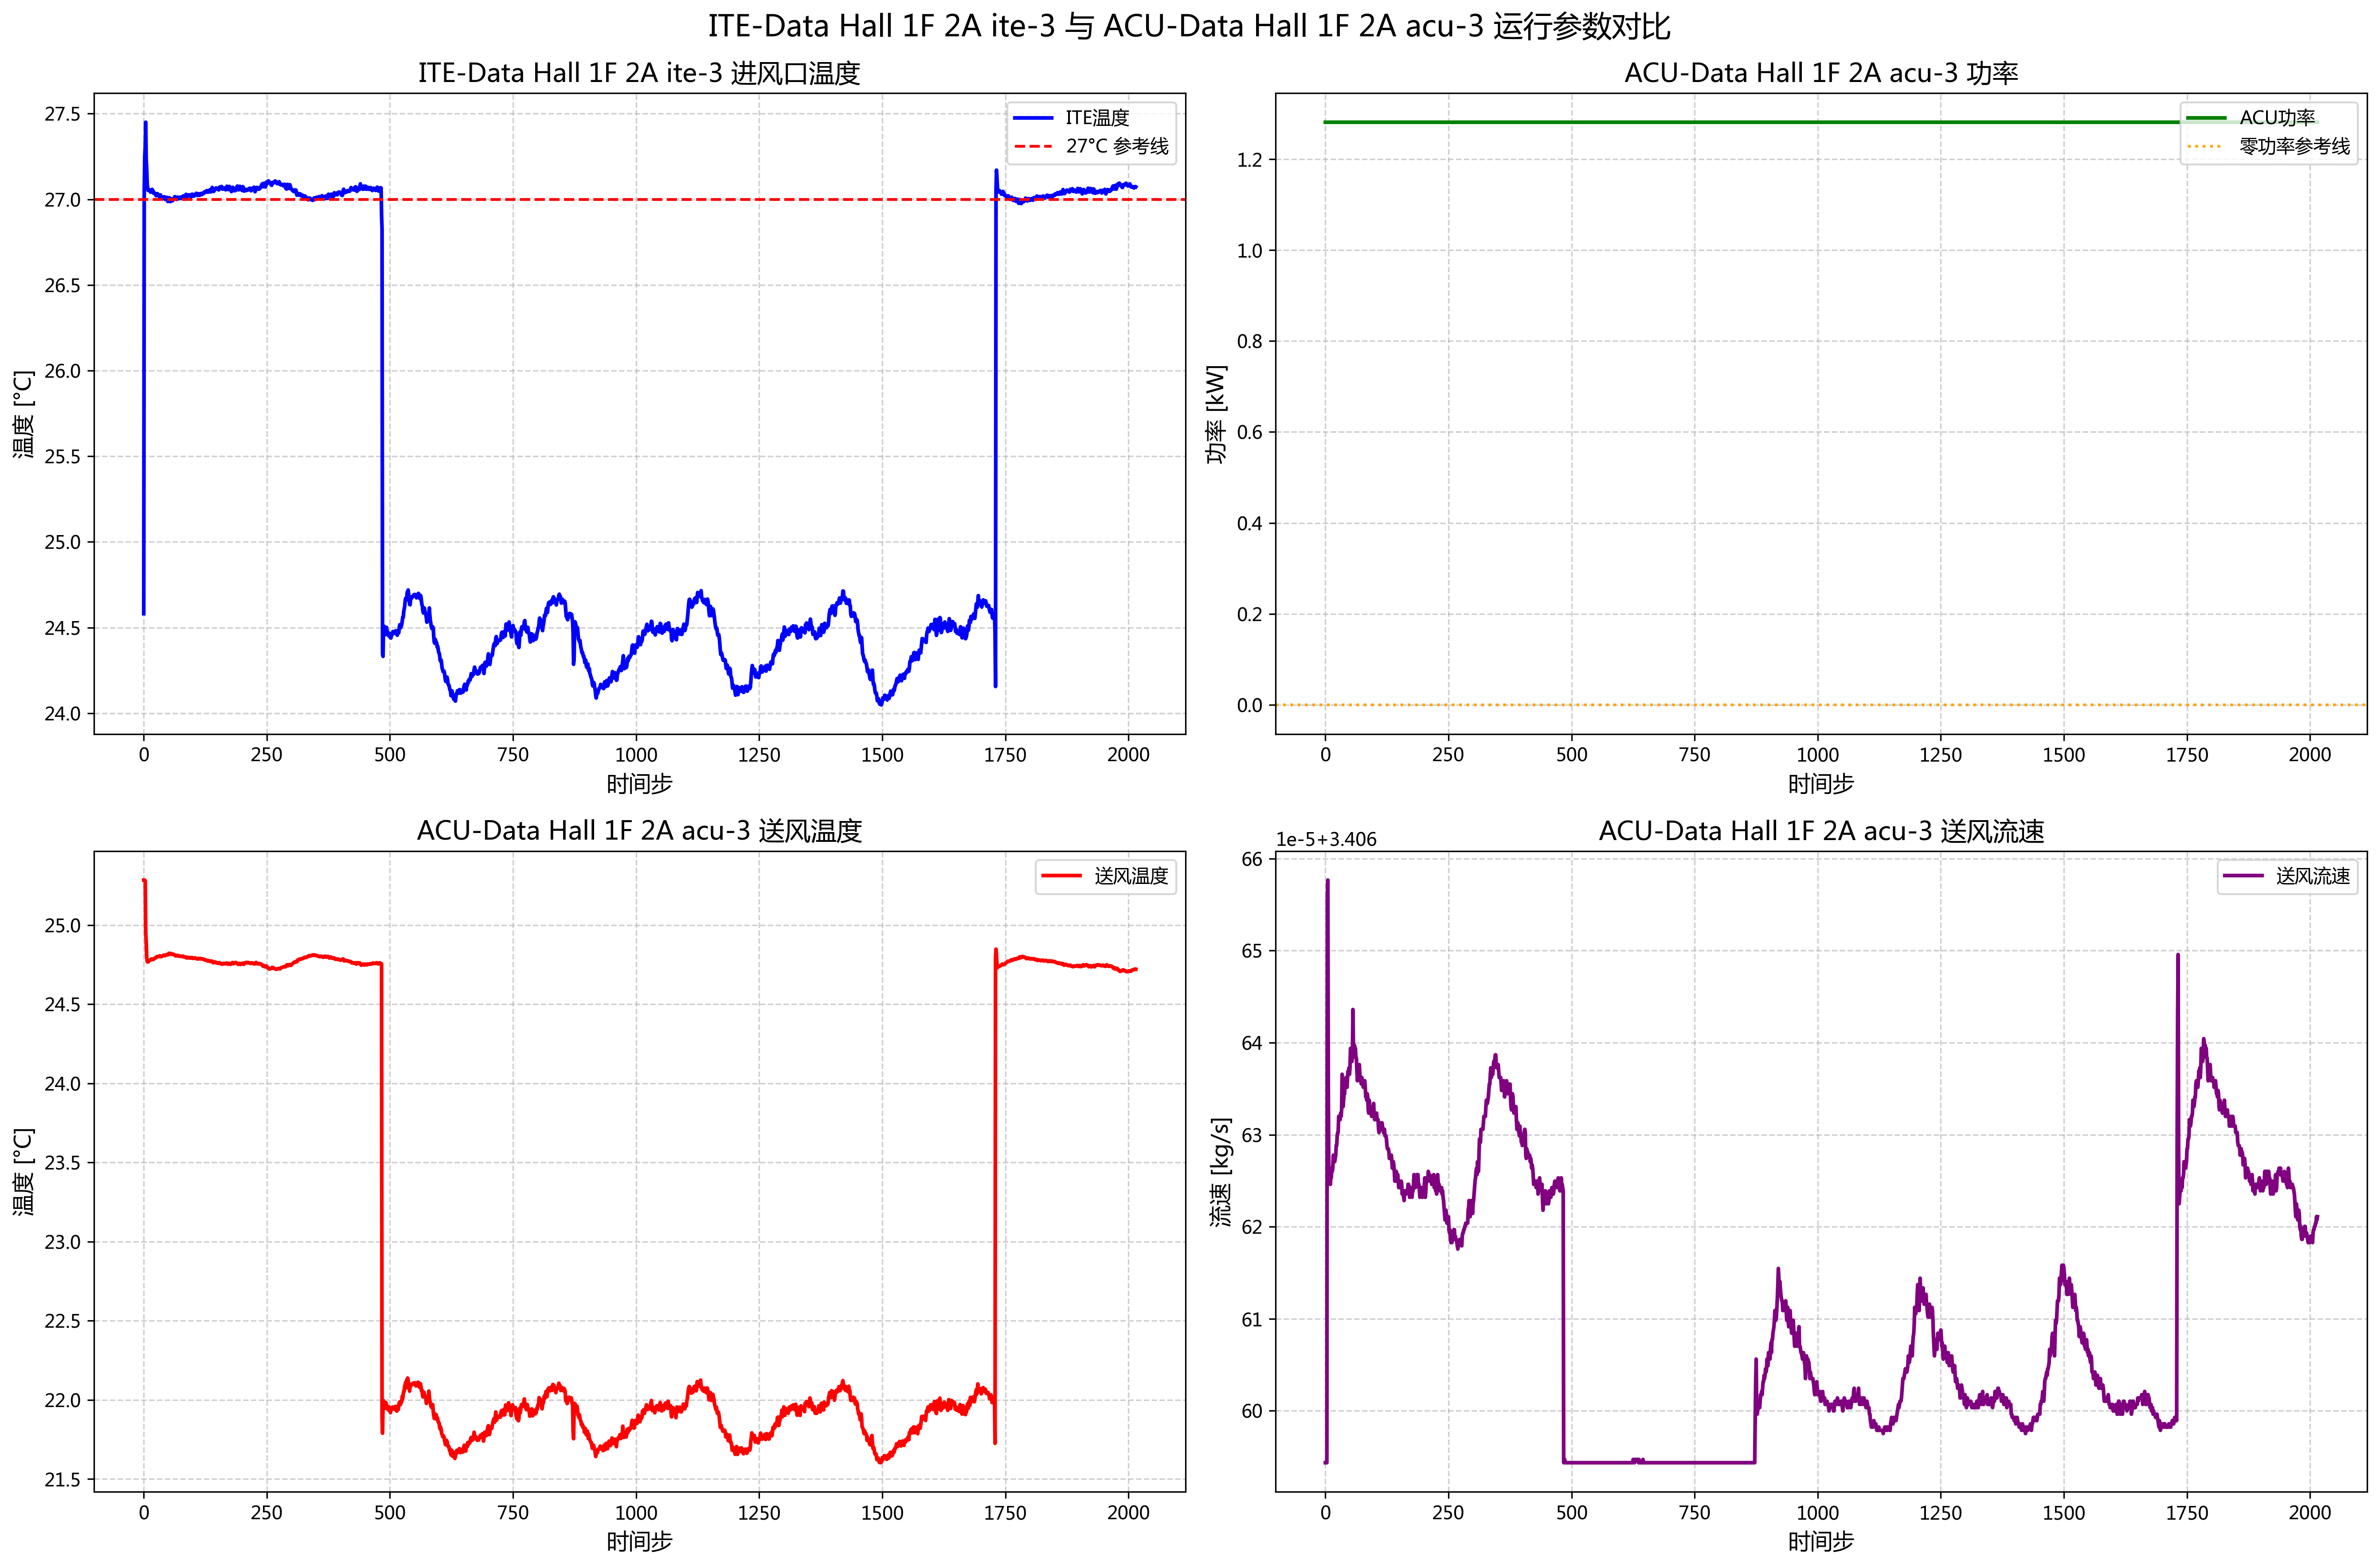 ITE-Data Hall 1F 2A ite-3 与 ACU-Data Hall 1F 2A acu-3 运行参数对比
ITE-Data Hall 1F 2A ite-3 进风口温度
27.5
27.0
26.5
26.0
25.5
25.0
24.5
24.0
温度 [°C]
ITE温度
27°C 参考线
0 250 500 750 1000 1250 1500 1750 2000
时间步
ACU-Data Hall 1F 2A acu-3 功率
1.2
1.0
0.8
0.6
0.4
0.2
0.0
功率 [kW]
ACU功率
零功率参考线
0 250 500 750 1000 1250 1500 1750 2000
时间步
ACU-Data Hall 1F 2A acu-3 送风温度
25.0
24.5
24.0
23.5
23.0
22.5
22.0
21.5
温度 [°C]
送风温度
0 250 500 750 1000 1250 1500 1750 2000
时间步
ACU-Data Hall 1F 2A acu-3 送风流速
1e-5+3.406
66
65
64
63
62
61
60
流速 [kg/s]
送风流速
0 250 500 750 1000 1250 1500 1750 2000
时间步